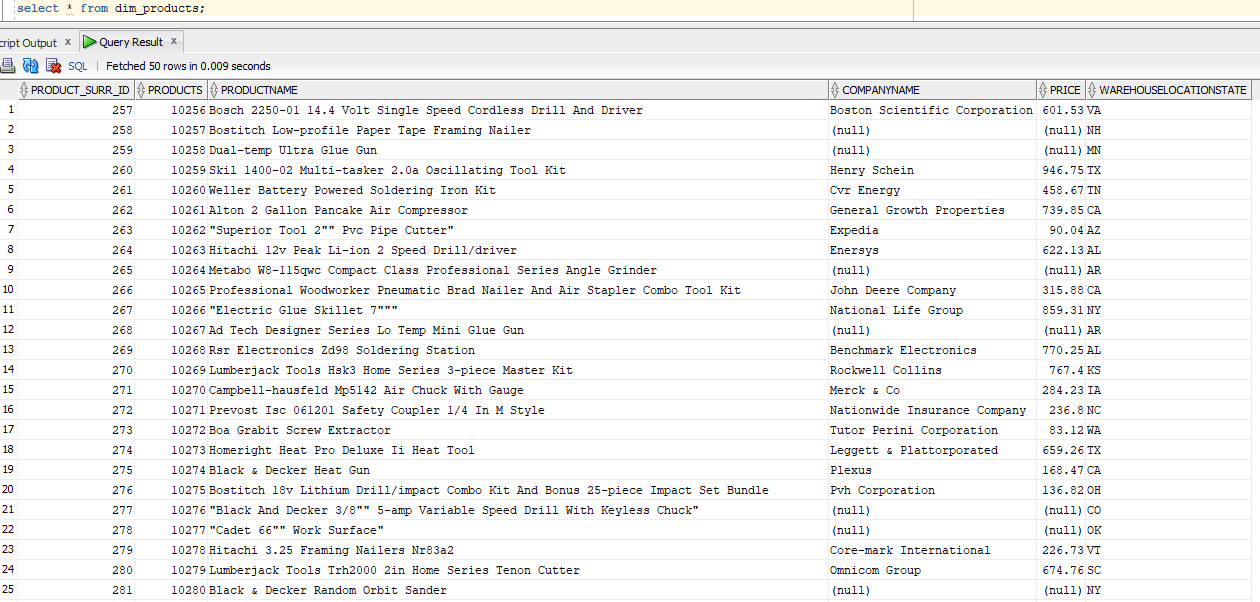 select * from dim_products;
cript Output x Query Result x
SQL | Fetched 50 rows in 0.009 seconds
PRODUCT_SURR_ID PRODUCTS PRODUCTNAME COMPANYNAME PRICE WAREHOUSELOCATIONSTATE
1 257 10256 Bosch 2250-01 14.4 Volt Single Speed Cordless Drill And Driver Boston Scientific Corporation 601.53 VA
2 258 10257 Bostitch Low-profile Paper Tape Framing Nailer (null) (null) NH
3 259 10258 Dual-temp Ultra Glue Gun (null) (null) MN
4 260 10259 Skil 1400-02 Multi-tasker 2.0a Oscillating Tool Kit Henry Schein 946.75 TX
5 261 10260 Weller Battery Powered Soldering Iron Kit Cvr Energy 458.67 TN
6 262 10261 Alton 2 Gallon Pancake Air Compressor General Growth Properties 739.85 CA
7 263 10262 "Superior Tool 2"" Pvc Pipe Cutter" Expedia 90.04 AZ
8 264 10263 Hitachi 12v Peak Li-ion 2 Speed Drill/driver Enersys 622.13 AL
9 265 10264 Metabo W8-115qwc Compact Class Professional Series Angle Grinder (null) (null) AR
10 266 10265 Professional Woodworker Pneumatic Brad Nailer And Air Stapler Combo Tool Kit John Deere Company 315.88 CA
11 267 10266 "Electric Glue Skillet 7""" National Life Group 859.31 NY
12 268 10267 Ad Tech Designer Series Lo Temp Mini Glue Gun (null) (null) AR
13 269 10268 Rsr Electronics Zd98 Soldering Station Benchmark Electronics 770.25 AL
14 270 10269 Lumberjack Tools Hsk3 Home Series 3-piece Master Kit Rockwell Collins 767.4 KS
15 271 10270 Campbell-hausfeld Mp5142 Air Chuck With Gauge Merck & Co 284.23 IA
16 272 10271 Prevost Isc 061201 Safety Coupler 1/4 In M Style Nationwide Insurance Company 236.8 NC
17 273 10272 Boa Grabit Screw Extractor Tutor Perini Corporation 83.12 WA
18 274 10273 Homeright Heat Pro Deluxe Ii Heat Tool Leggett & Plattorporated 659.26 TX
19 275 10274 Black & Decker Heat Gun Plexus 168.47 CA
20 276 10275 Bostitch 18v Lithium Drill/impact Combo Kit And Bonus 25-piece Impact Set Bundle Pvh Corporation 136.82 OH
21 277 10276 "Black And Decker 3/8"" 5-amp Variable Speed Drill With Keyless Chuck" (null) (null) CO
22 278 10277 "Cadet 66"" Work Surface" (null) (null) OK
23 279 10278 Hitachi 3.25 Framing Nailers Nr83a2 Core-mark International 226.73 VT
24 280 10279 Lumberjack Tools Trh2000 2in Home Series Tenon Cutter Omnicom Group 674.76 SC
25 281 10280 Black & Decker Random Orbit Sander (null) (null) NY